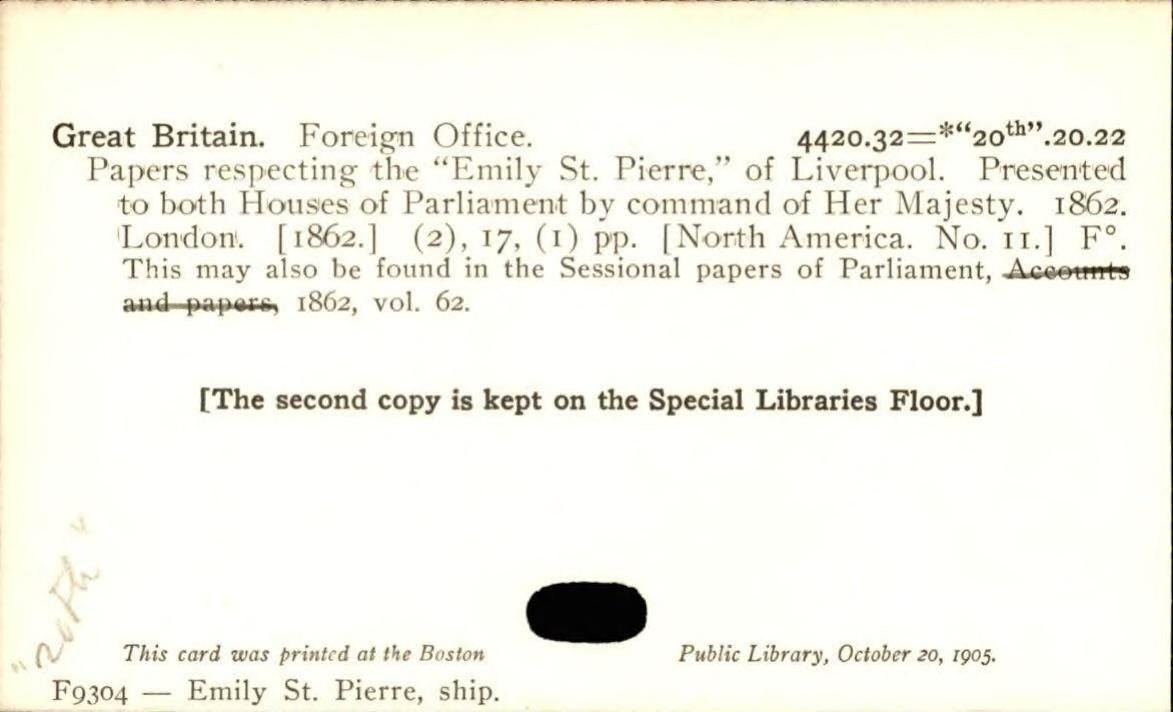 Great Britain. Foreign Office. 4420.32=*“20th”.20.22
Papers respecting the “Emily St. Pierre,” of Liverpool. Presented
to both Houses of Parliament by command of Her Majesty. 1862.
London. [1862.] (2), 17, (1) pp. [North America. No. 11.] F°.
This may also be found in the Sessional papers of Parliament, Accounts
and papers, 1862, vol. 62.
[The second copy is kept on the Special Libraries Floor.]
"20th"
This card was printed at the Boston Public Library, October 20, 1905.
F9304 — Emily St. Pierre, ship.